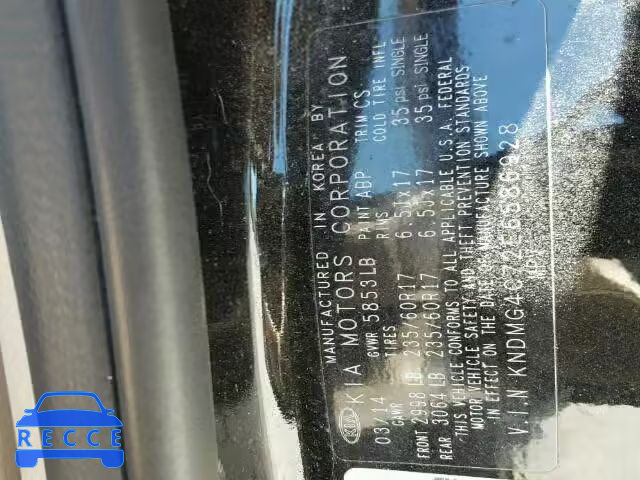 MANUFACTURED IN KOREA BY
KIA MOTORS CORPORATION
03/14 GVWR 5853LB PAINT ABP TRIM CS
GAWR TIRES RIMS COLD TIRE INFL
FRONT 2998 LB 235/60R17 6.5JX17 35 psi SINGLE
REAR 3064 LB 235/60R17 6.5JX17 35 psi SINGLE
THIS VEHICLE CONFORMS TO ALL APPLICABLE U.S.A. FEDERAL
MOTOR VEHICLE SAFETY AND THEFT PREVENTION STANDARDS
IN EFFECT ON THE DATE OF MANUFACTURE SHOWN ABOVE
V.I.N KNDMG4C72E6586928
MPV
RECCE